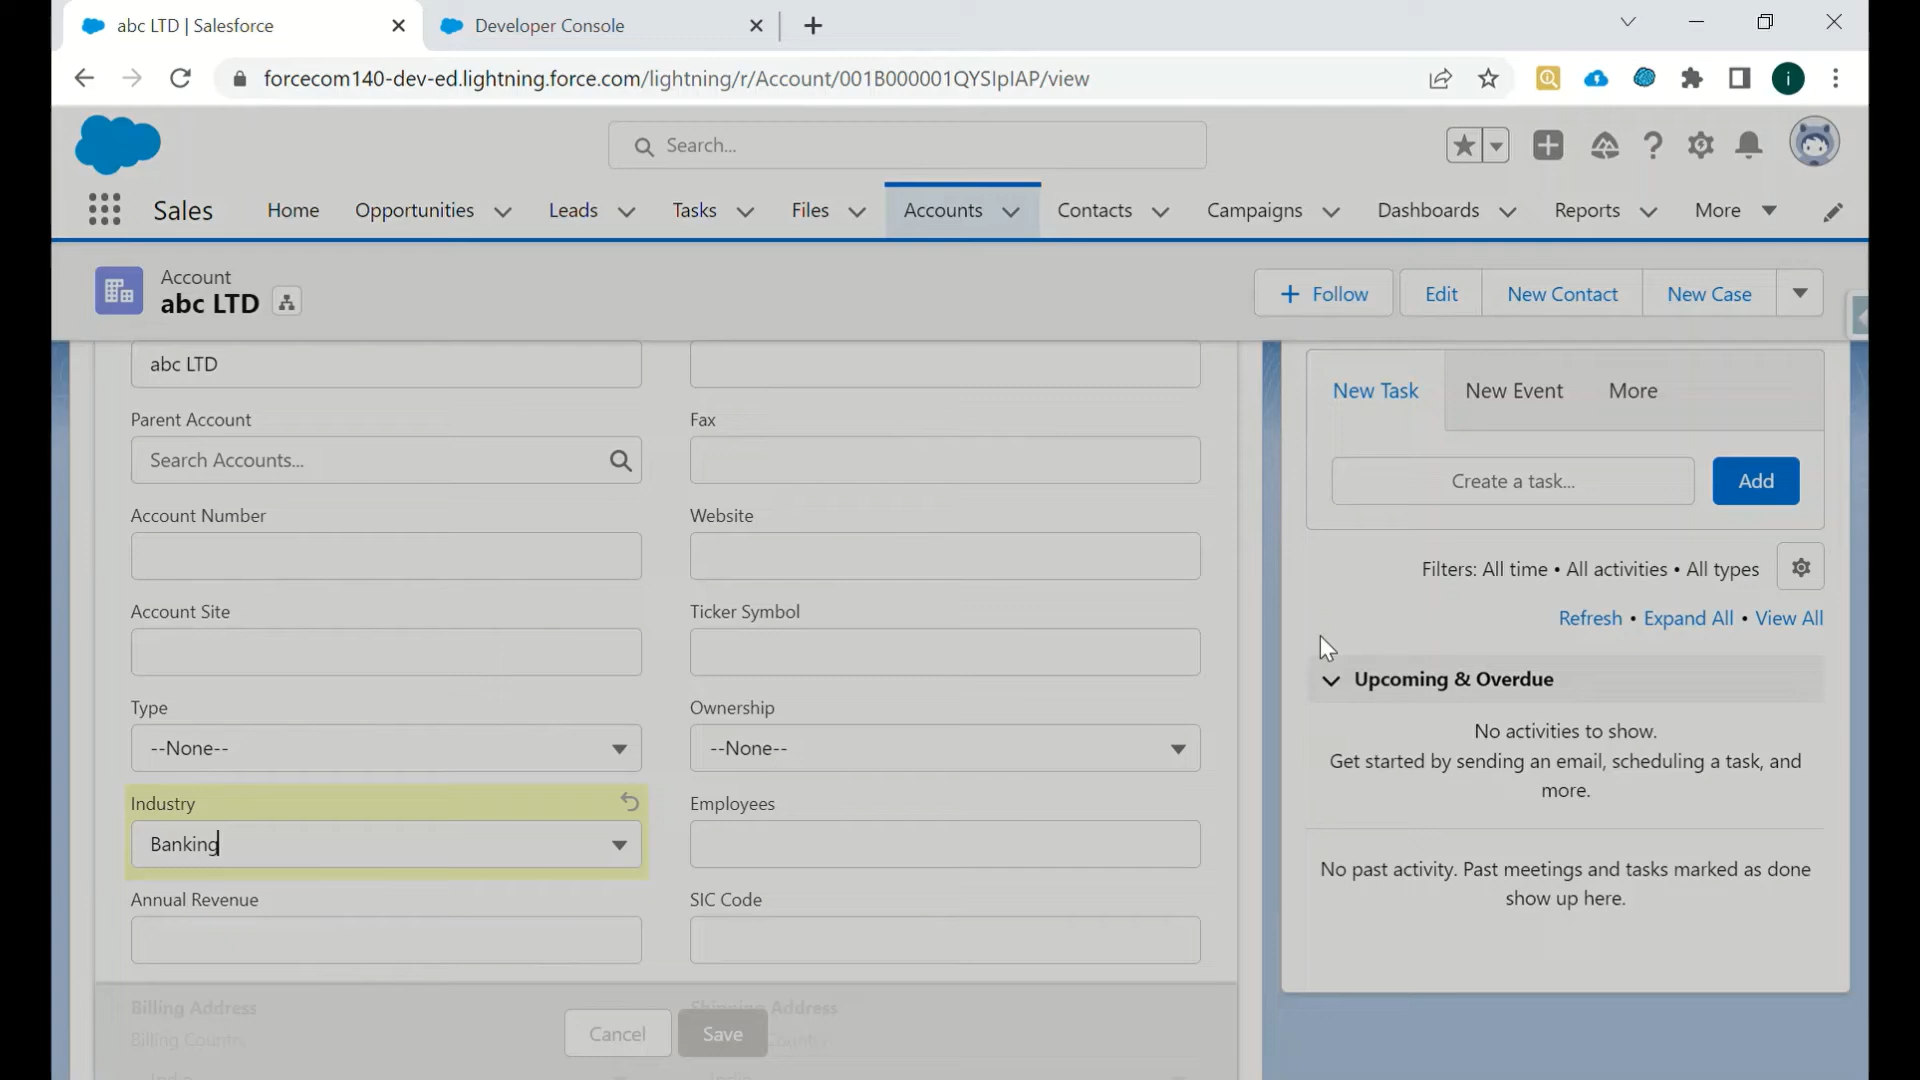 abc LTD | Salesforce
Developer Console
forcecom140-dev-ed.lightning.force.com/lightning/r/Account/001B000001QYSIpIAP/view
i
Search...
Sales
Home
Opportunities
Leads
Tasks
Files
Accounts
Contacts
Campaigns
Dashboards
Reports
More
Account
abc LTD
Follow
Edit
New Contact
New Case
abc LTD
Parent Account
Search Accounts...
Account Number
Account Site
Type
--None--
Industry
Banking
Annual Revenue
Fax
Website
Ticker Symbol
Ownership
--None--
Employees
SIC Code
Billing Address
Billing Country
Shipping Address
Country
Cancel
Save
New Task
New Event
More
Create a task...
Add
Filters: All time • All activities • All types
Refresh • Expand All • View All
Upcoming & Overdue
No activities to show.
Get started by sending an email, scheduling a task, and
more.
No past activity. Past meetings and tasks marked as done
show up here.